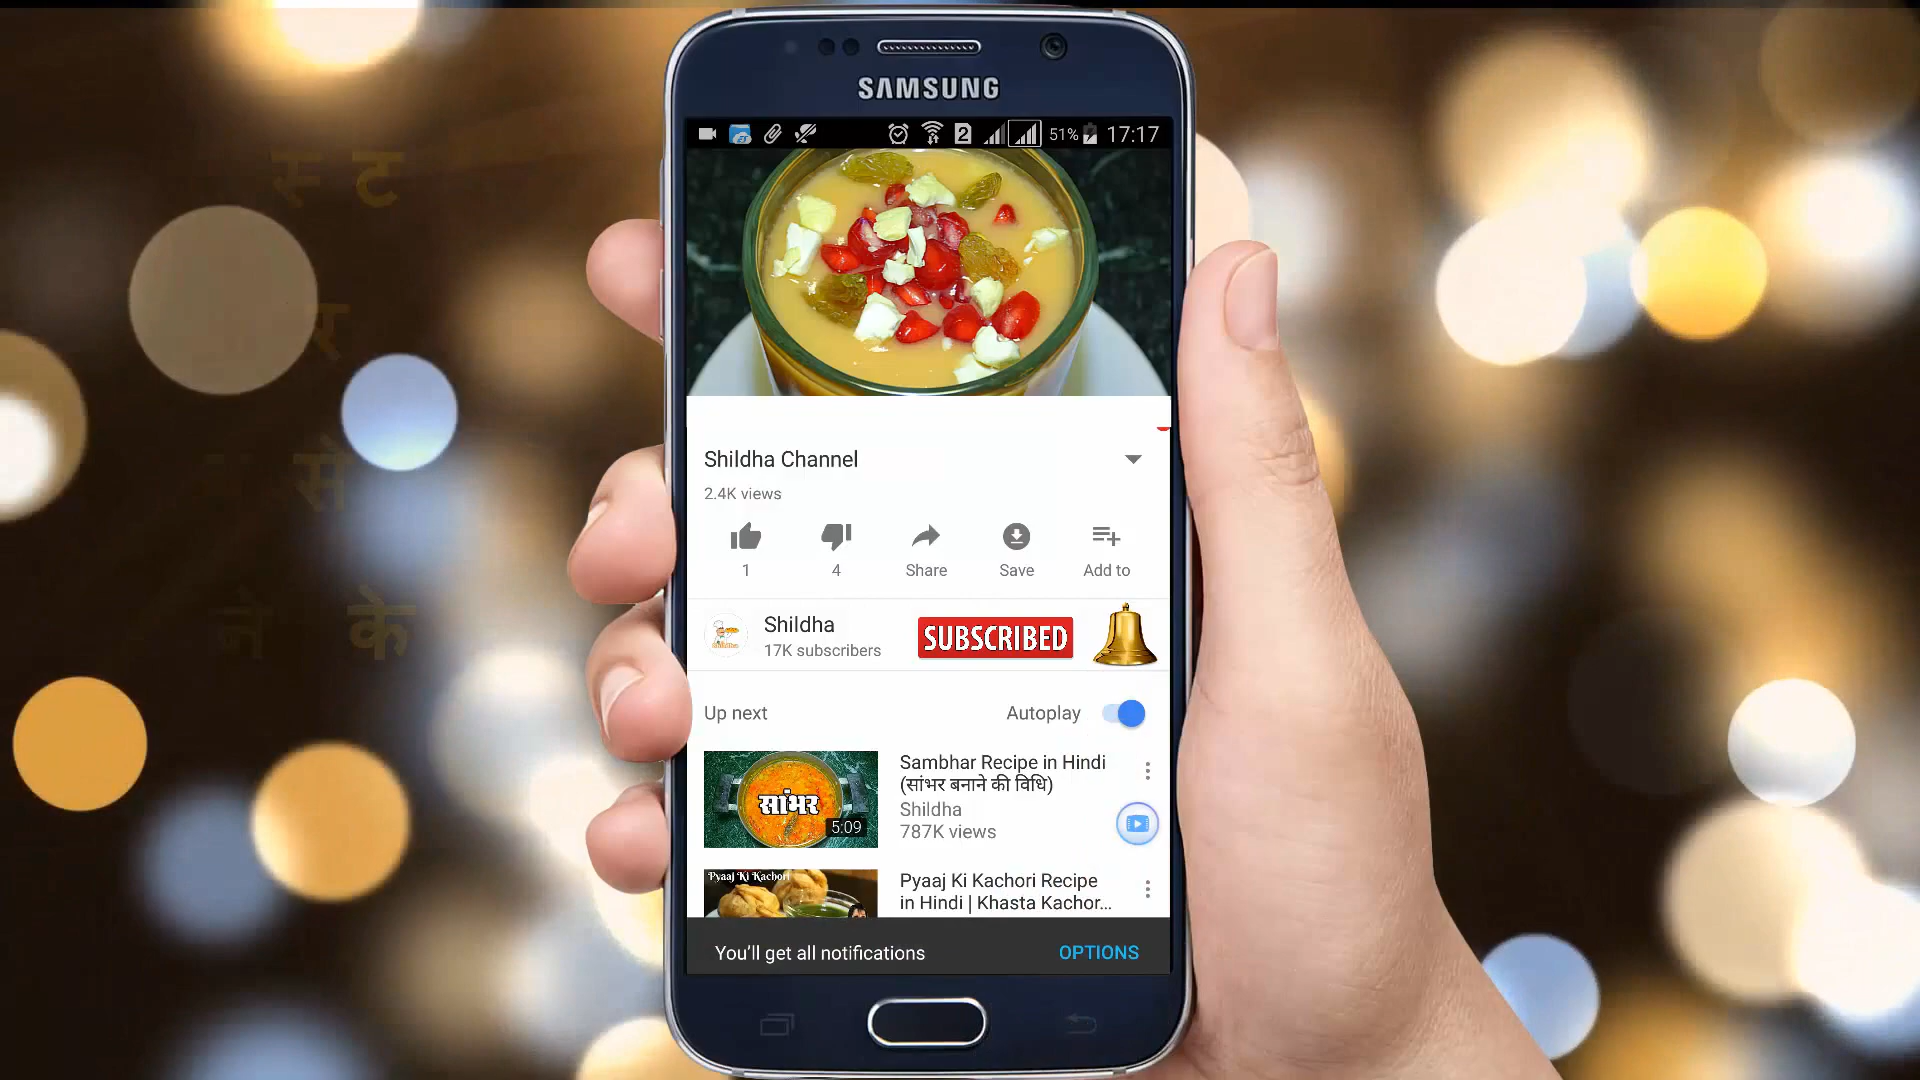 SAMSUNG
2 51% 17:17
Shildha Channel
2.4K views
1 4 Share Save Add to
Shildha
17K subscribers
SUBSCRIBED
Up next Autoplay
सांभर
5:09
Sambhar Recipe in Hindi
(सांभर बनाने की विधि)
Shildha
787K views
Pyaaj Ki Kachori
Pyaaj Ki Kachori Recipe
in Hindi | Khasta Kachor...
You'll get all notifications OPTIONS